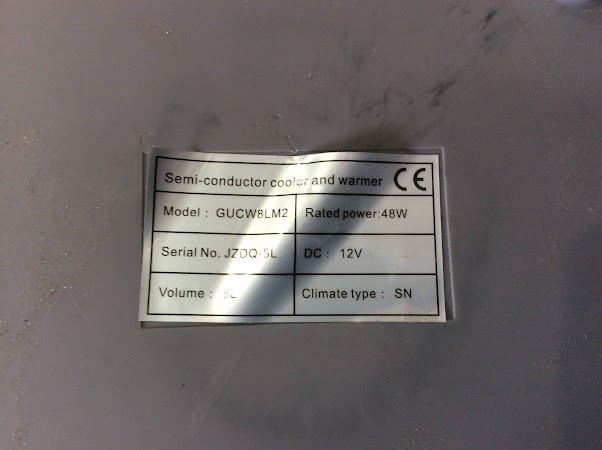 Semi-conductor cooler and warmer CE
Model : GUCW8LM2 Rated power:48W
Serial No. JZDQ-5L DC : 12V
Volume : 8L Climate type : SN